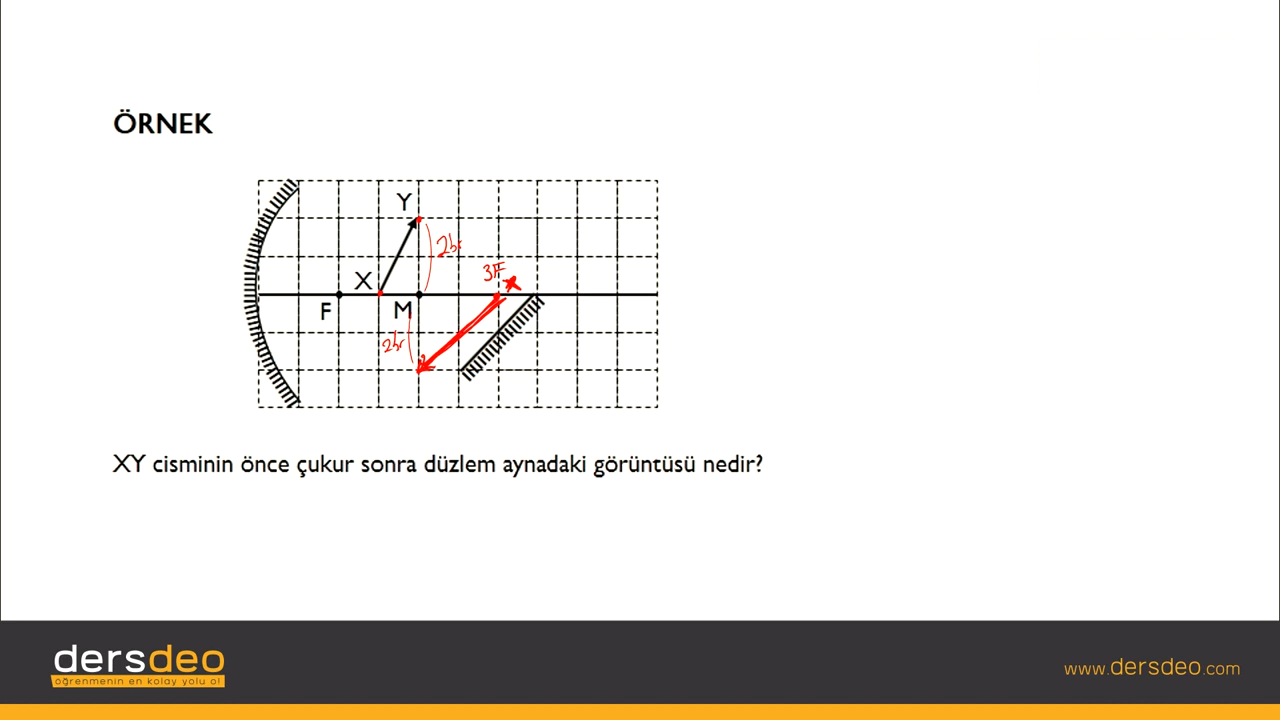 ÖRNEK
Y
2br
X
3F
X
F
M
2br
XY cisminin önce çukur sonra düzlem aynadaki görüntüsü nedir?
dersdeo
öğrenmenin en kolay yolu o!
www.dersdeo.com